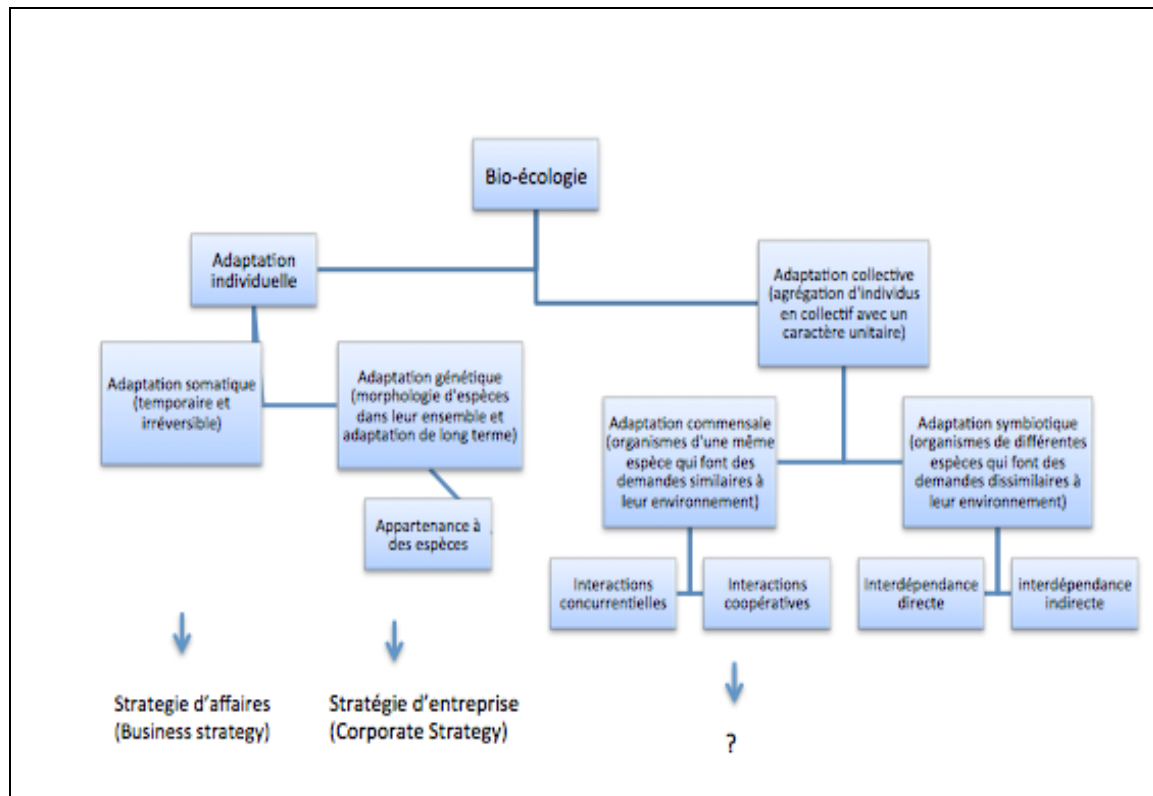 Bio-écologie
Adaptation
individuelle
Adaptation collective
(agrégation d'individus
en collectif avec un
caractère unitaire)
Adaptation somatique
(temporaire et
irréversible)
Adaptation génétique
(morphologie d'espèces
dans leur ensemble et
adaptation de long terme)
Appartenance à
des espèces
Adaptation commensale
(organismes d'une même
espèce qui font des
demandes similaires à
leur environnement)
Adaptation symbiotique
(organismes de différentes
espèces qui font des
demandes dissimilaires à
leur environnement)
Interactions
concurrentielles
Interactions
coopératives
Interdépendance
directe
interdépendance
indirecte
Strategie d'affaires
(Business strategy)
Stratégie d'entreprise
(Corporate Strategy)
?